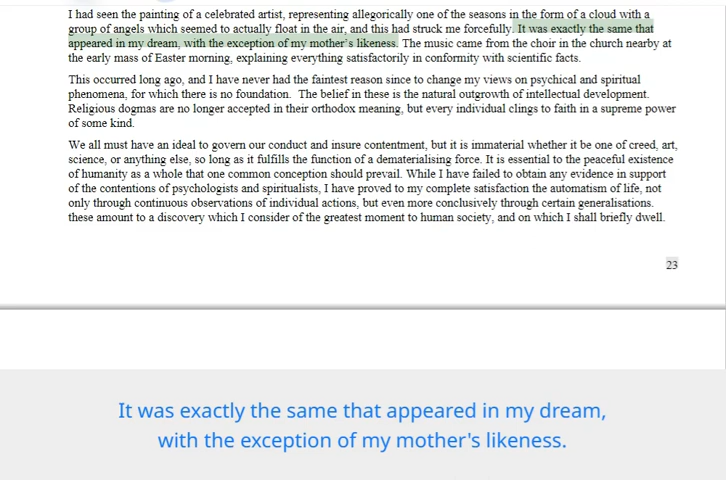 I had seen the painting of a celebrated artist, representing allegorically one of the seasons in the form of a cloud with a
group of angels which seemed to actually float in the air, and this had struck me forcefully. It was exactly the same that
appeared in my dream, with the exception of my mother's likeness. The music came from the choir in the church nearby at
the early mass of Easter morning, explaining everything satisfactorily in conformity with scientific facts.
This occurred long ago, and I have never had the faintest reason since to change my views on psychical and spiritual
phenomena, for which there is no foundation. The belief in these is the natural outgrowth of intellectual development.
Religious dogmas are no longer accepted in their orthodox meaning, but every individual clings to faith in a supreme power
of some kind.
We all must have an ideal to govern our conduct and insure contentment, but it is immaterial whether it be one of creed, art,
science, or anything else, so long as it fulfills the function of a dematerialising force. It is essential to the peaceful existence
of humanity as a whole that one common conception should prevail. While I have failed to obtain any evidence in support
of the contentions of psychologists and spiritualists, I have proved to my complete satisfaction the automatism of life, not
only through continuous observations of individual actions, but even more conclusively through certain generalisations.
these amount to a discovery which I consider of the greatest moment to human society, and on which I shall briefly dwell.
23
It was exactly the same that appeared in my dream,
with the exception of my mother's likeness.